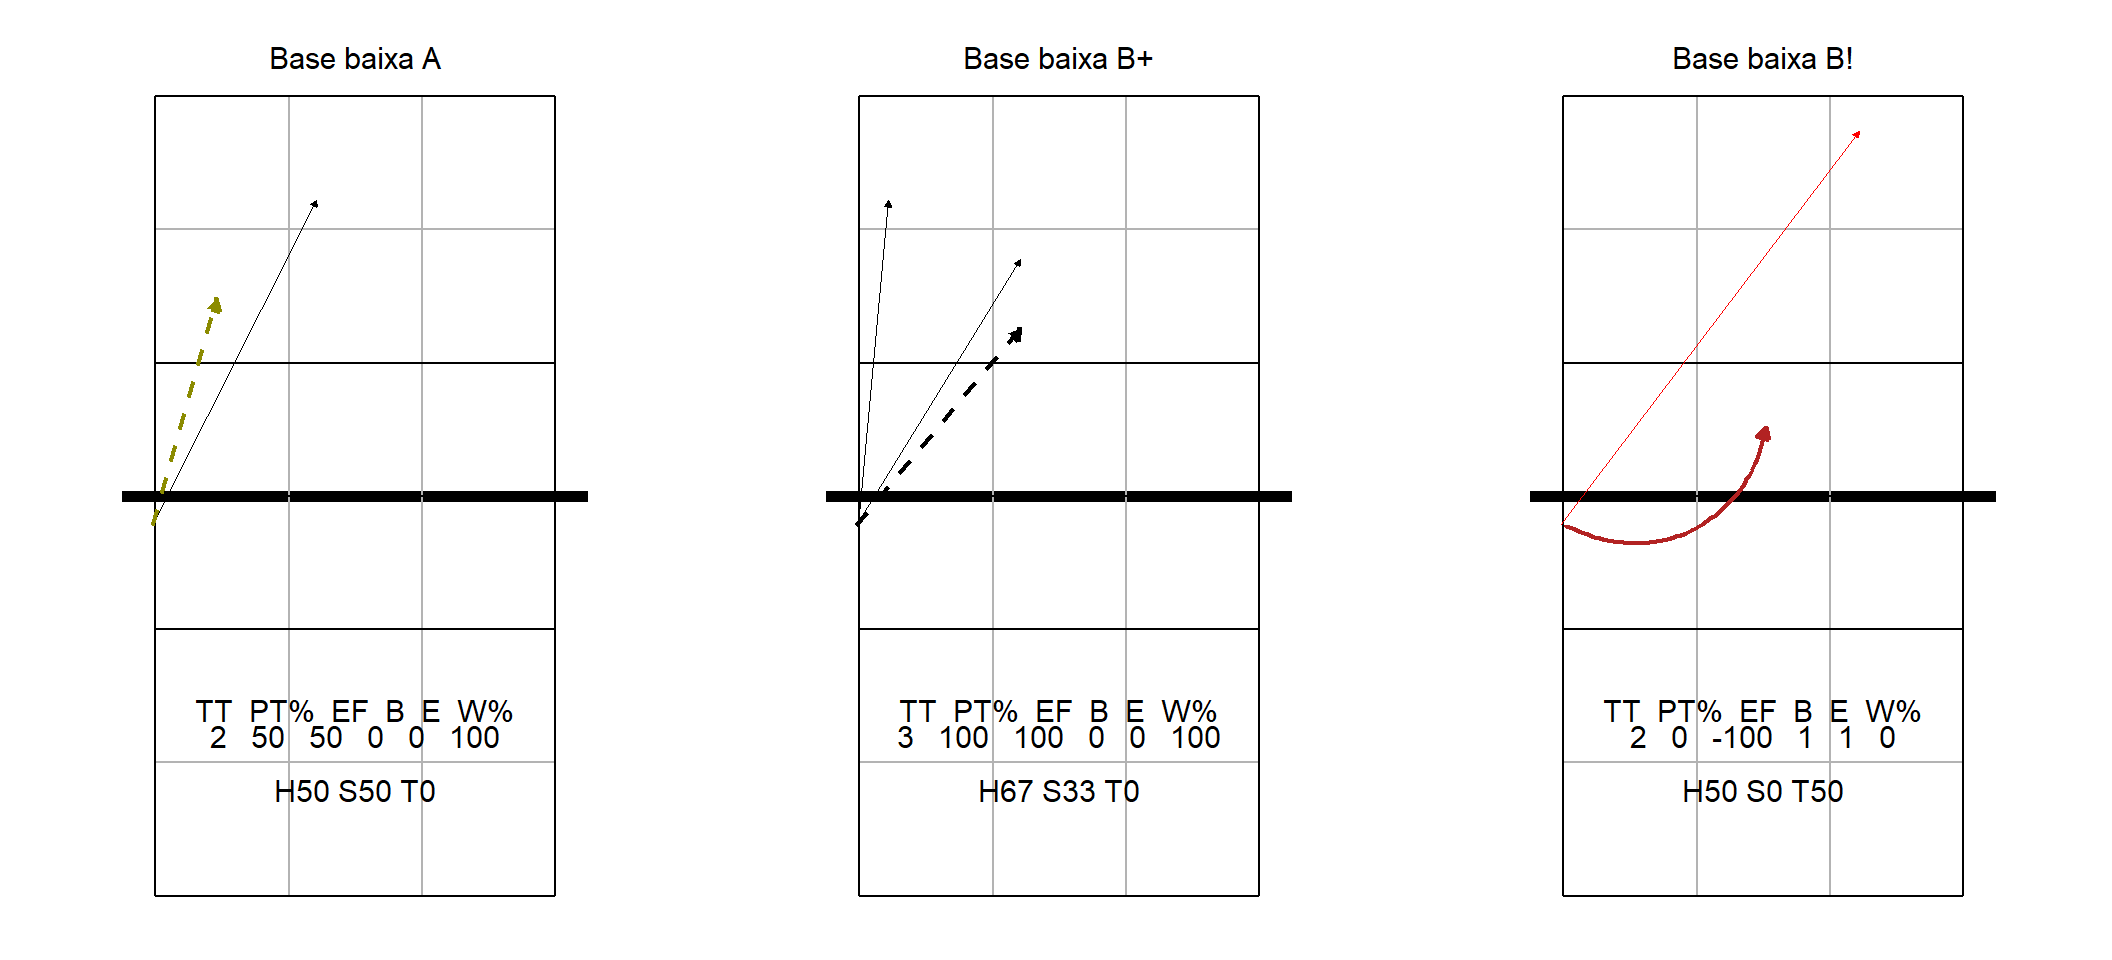 Base baixa A
TT PT% EF B E W%
2 50 50 0 0 100
H50 S50 T0
Base baixa B+
TT PT% EF B E W%
3 100 100 0 0 100
H67 S33 T0
Base baixa B!
TT PT% EF B E W%
2 0 -100 1 1 0
H50 S0 T50